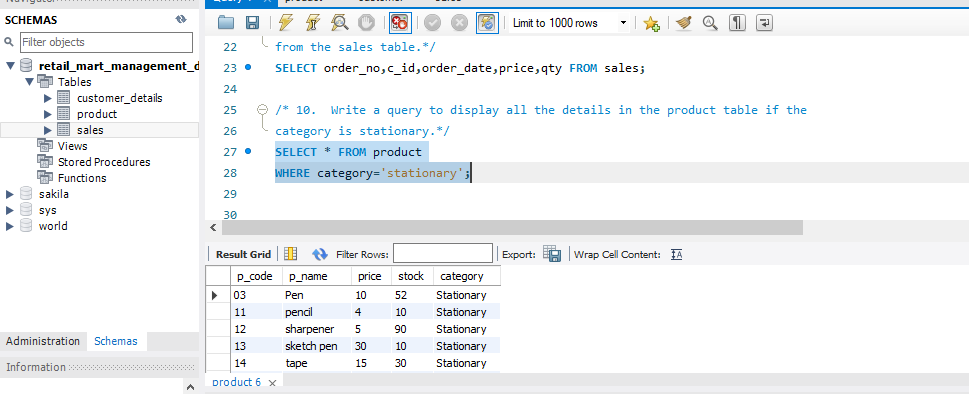 SCHEMAS
Filter objects
retail_mart_management_d
Tables
customer_details
product
sales
Views
Stored Procedures
Functions
sakila
sys
world
Administration Schemas
Information
Limit to 1000 rows
22 from the sales table.*/
23 SELECT order_no,c_id,order_date,price,qty FROM sales;
24
25 /* 10. Write a query to display all the details in the product table if the
26 category is stationary.*/
27 SELECT * FROM product
28 WHERE category='stationary';
29
30
Result Grid Filter Rows: Export: Wrap Cell Content:
p_code p_name price stock category
03 Pen 10 52 Stationary
11 pencil 4 10 Stationary
12 sharpener 5 90 Stationary
13 sketch pen 30 10 Stationary
14 tape 15 30 Stationary
product 6